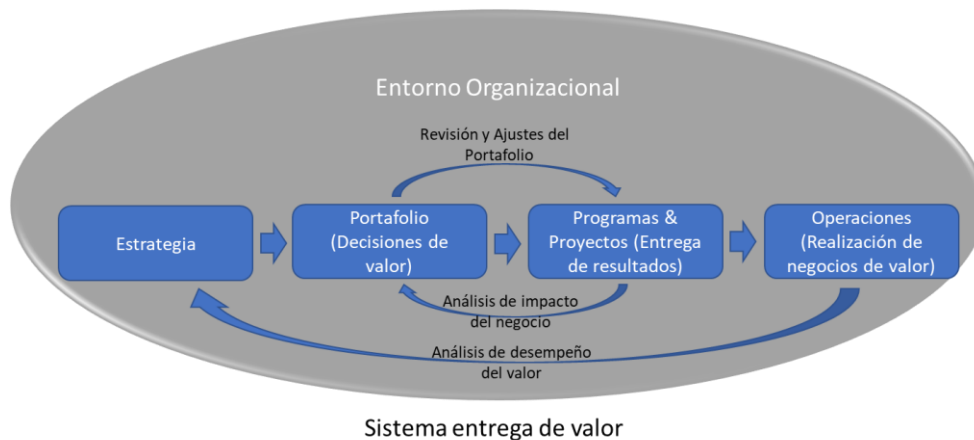 Entorno Organizacional
Revisión y Ajustes del
Portafolio
Estrategia
Portafolio
(Decisiones de
valor)
Programas &
Proyectos (Entrega
de resultados)
Operaciones
(Realización de
negocios de valor)
Análisis de impacto
del negocio
Análisis de desempeño
del valor
Sistema entrega de valor